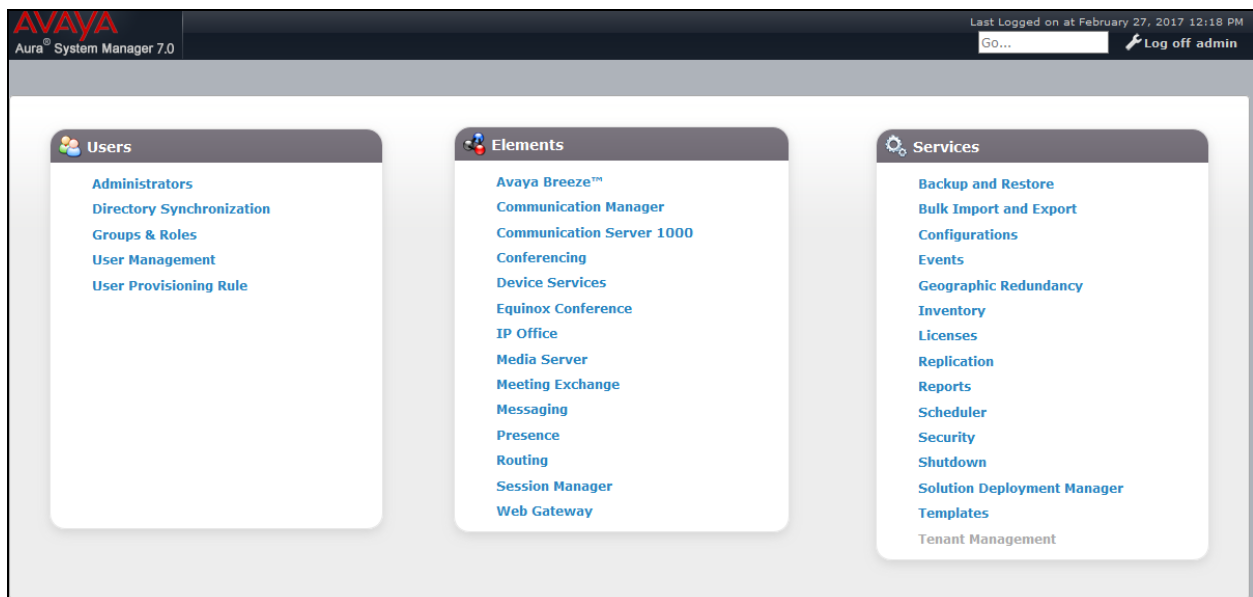 AVAYA
Aura® System Manager 7.0
Last Logged on at February 27, 2017 12:18 PM
Go...
Log off admin
Users
Administrators
Directory Synchronization
Groups & Roles
User Management
User Provisioning Rule
Elements
Avaya Breeze™
Communication Manager
Communication Server 1000
Conferencing
Device Services
Equinox Conference
IP Office
Media Server
Meeting Exchange
Messaging
Presence
Routing
Session Manager
Web Gateway
Services
Backup and Restore
Bulk Import and Export
Configurations
Events
Geographic Redundancy
Inventory
Licenses
Replication
Reports
Scheduler
Security
Shutdown
Solution Deployment Manager
Templates
Tenant Management